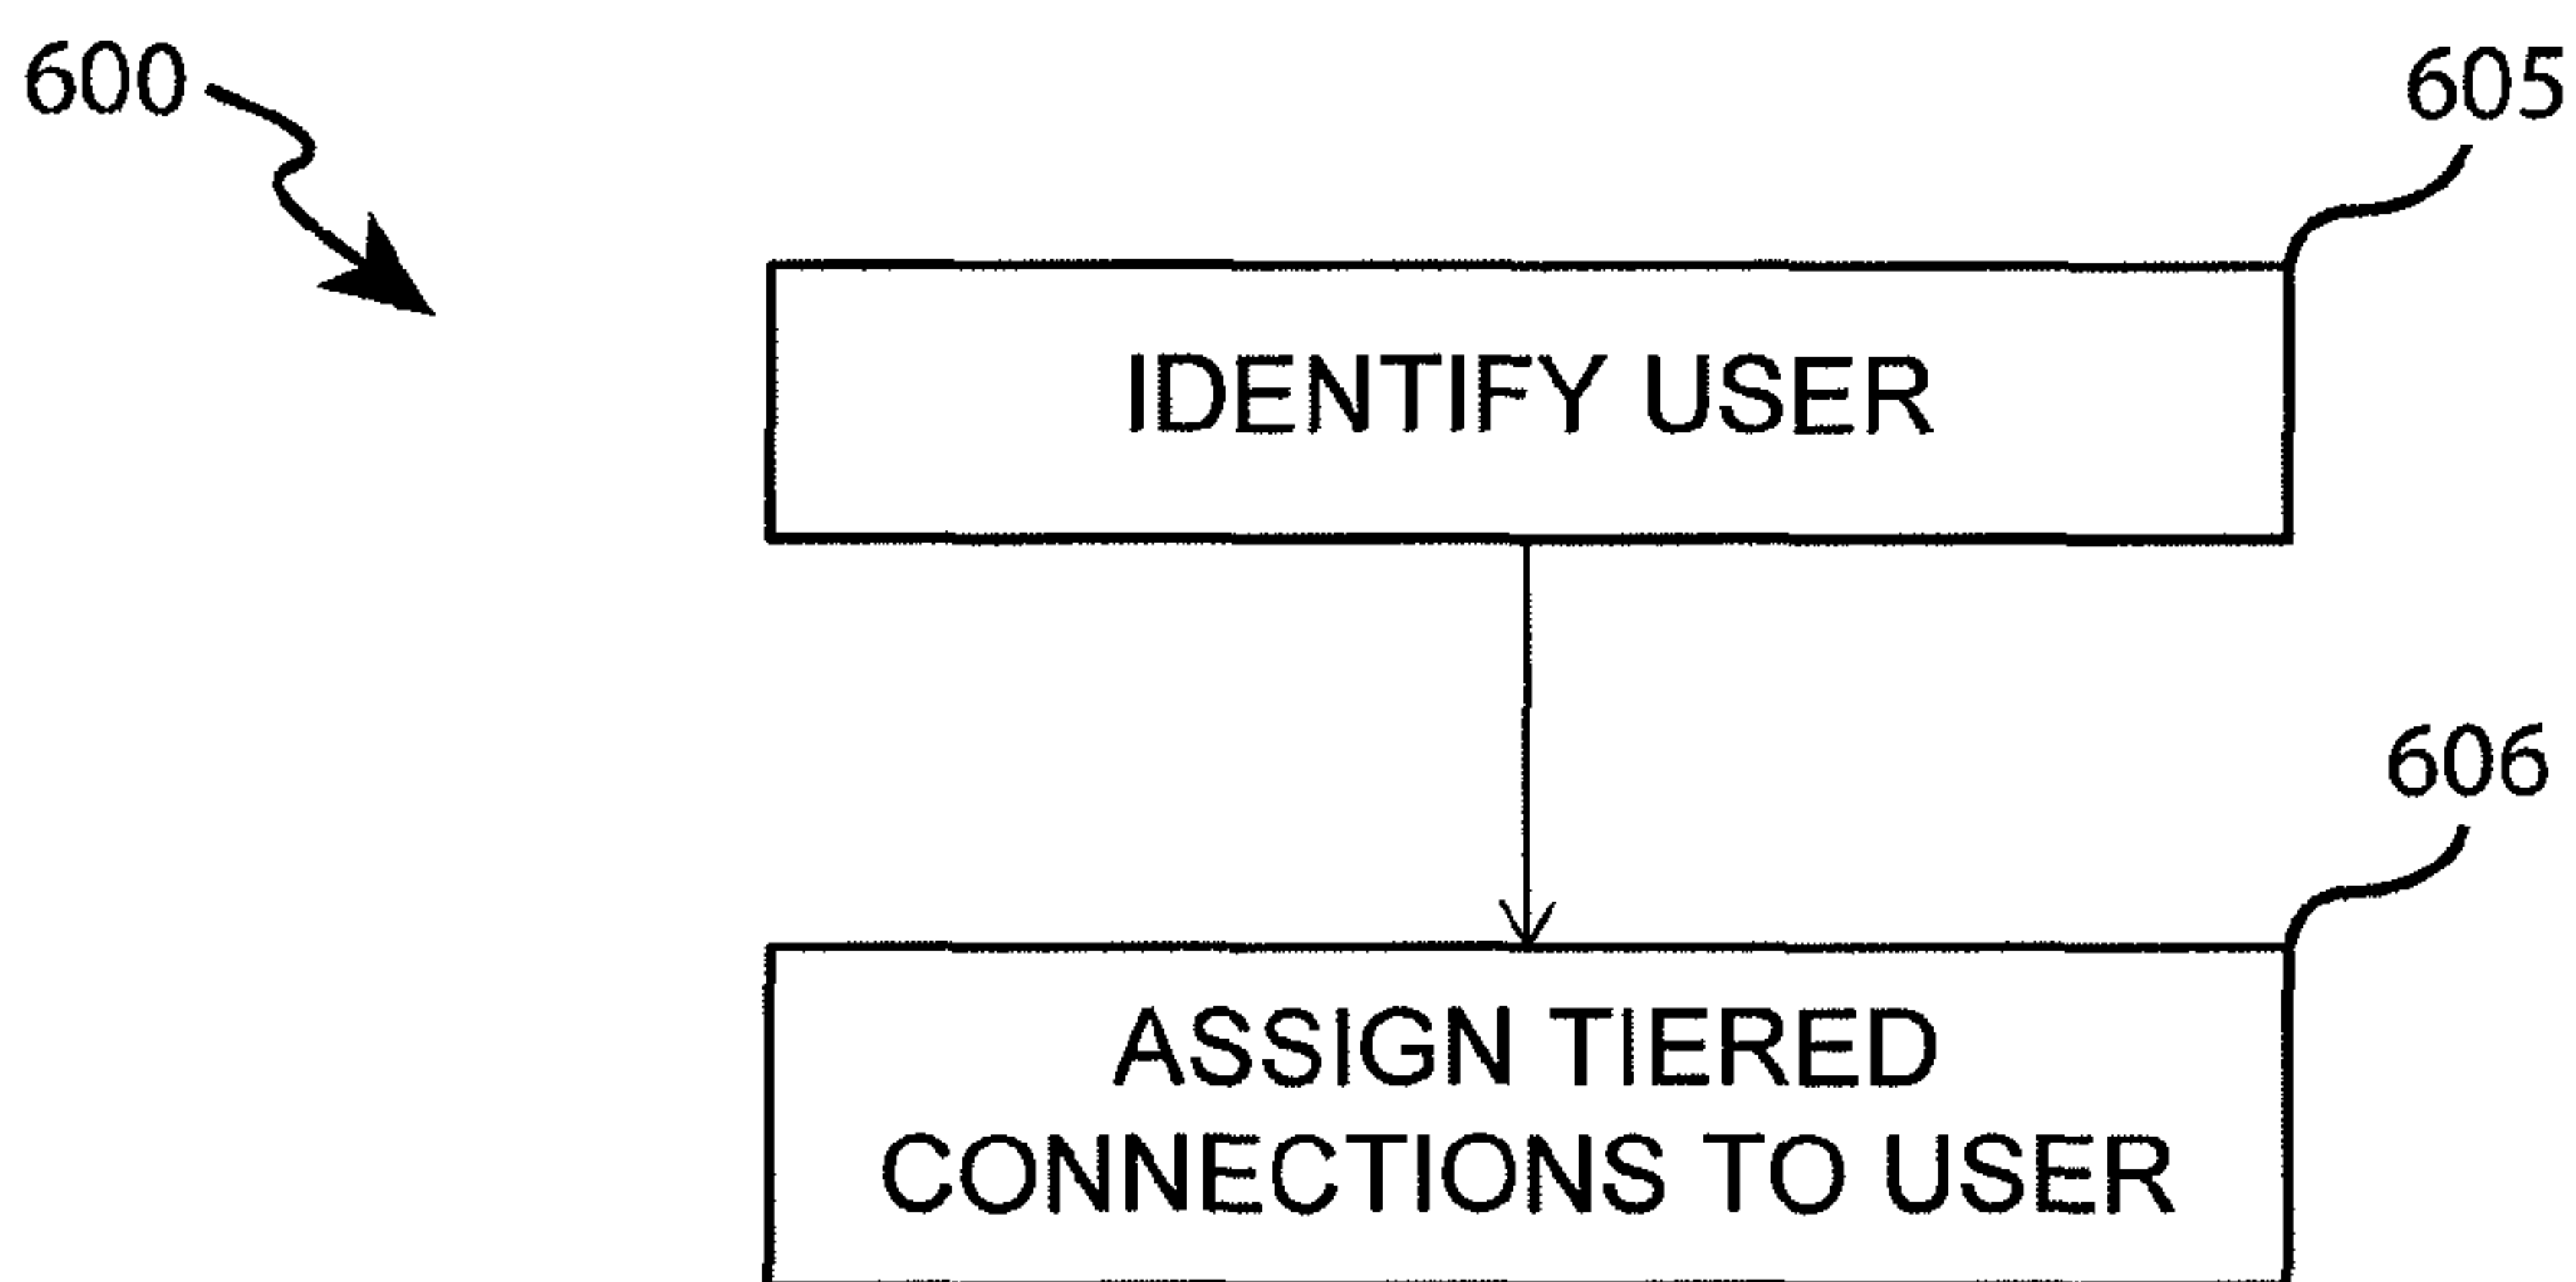 600
605
IDENTIFY USER
606
ASSIGN TIERED
CONNECTIONS TO USER